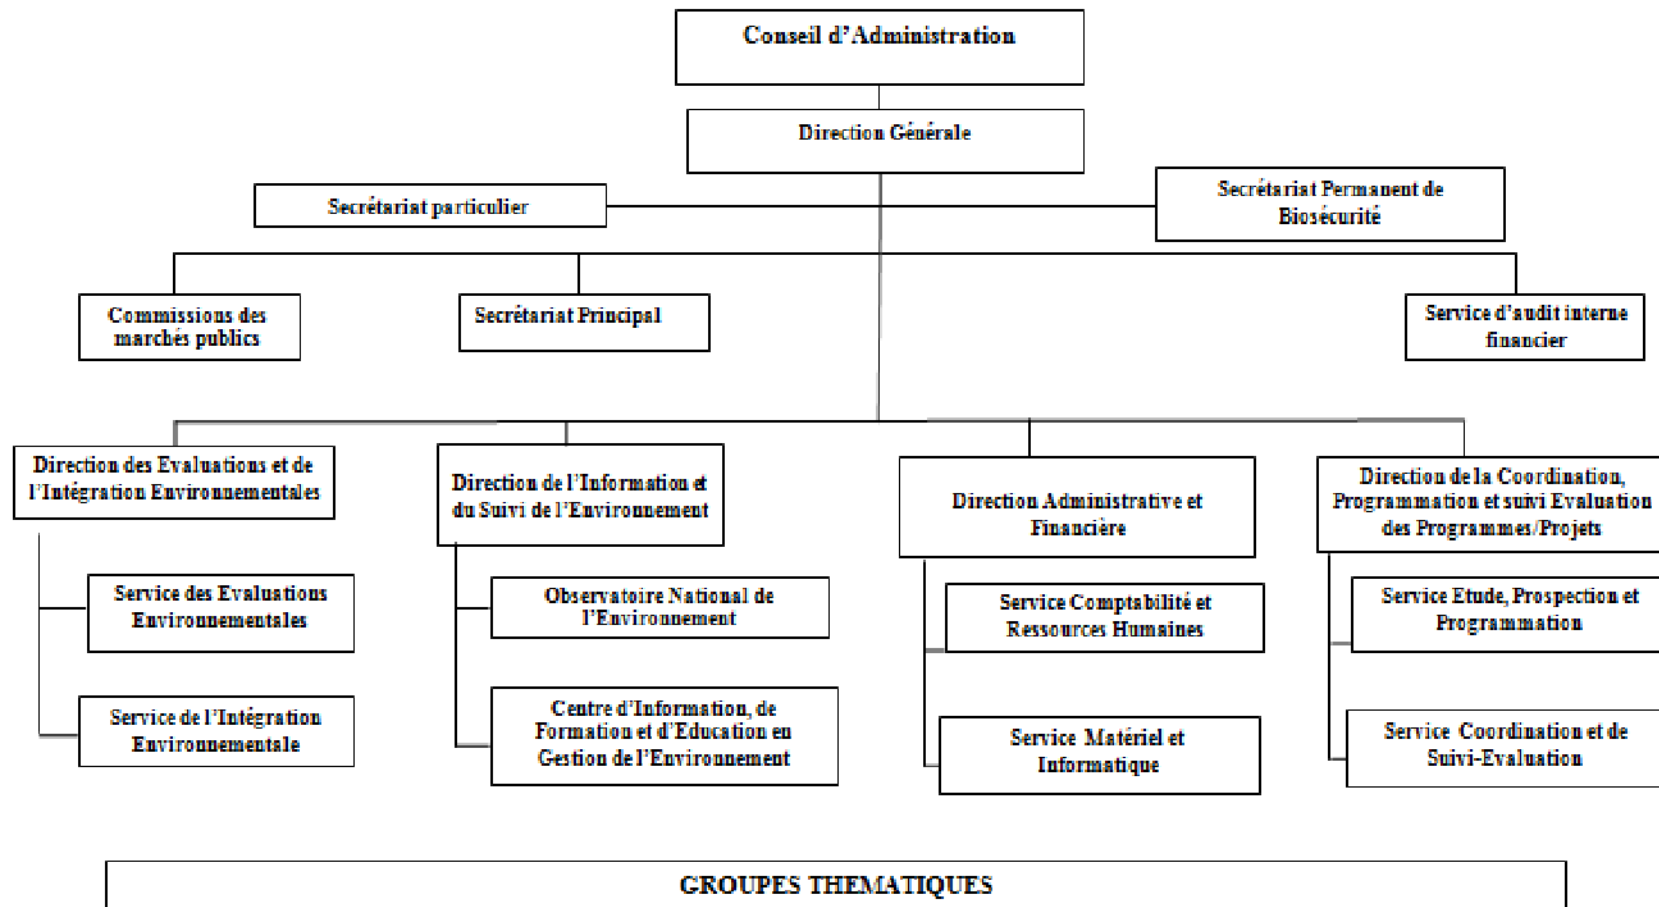 Conseil d'Administration
Direction Générale
Secrétariat particulier
Secrétariat Permanent de
Biosécurité
Commissions des
marchés publics
Secrétariat Principal
Service d'audit interne
financier
Direction des Evaluations et de
l'Intégration Environnementales
Direction de l'Information et
du Suivi de l'Environnement
Direction Administrative et
Financière
Direction de la Coordination,
Programmation et suivi Evaluation
des Programmes/Projets
Service des Evaluations
Environnementales
Observatoire National de
l'Environnement
Service Comptabilité et
Ressources Humaines
Service Etude, Prospection et
Programmation
Service de l'Intégration
Environnementale
Centre d'Information, de
Formation et d'Education en
Gestion de l'Environnement
Service Matériel et
Informatique
Service Coordination et de
Suivi-Evaluation
GROUPES THEMATIQUES